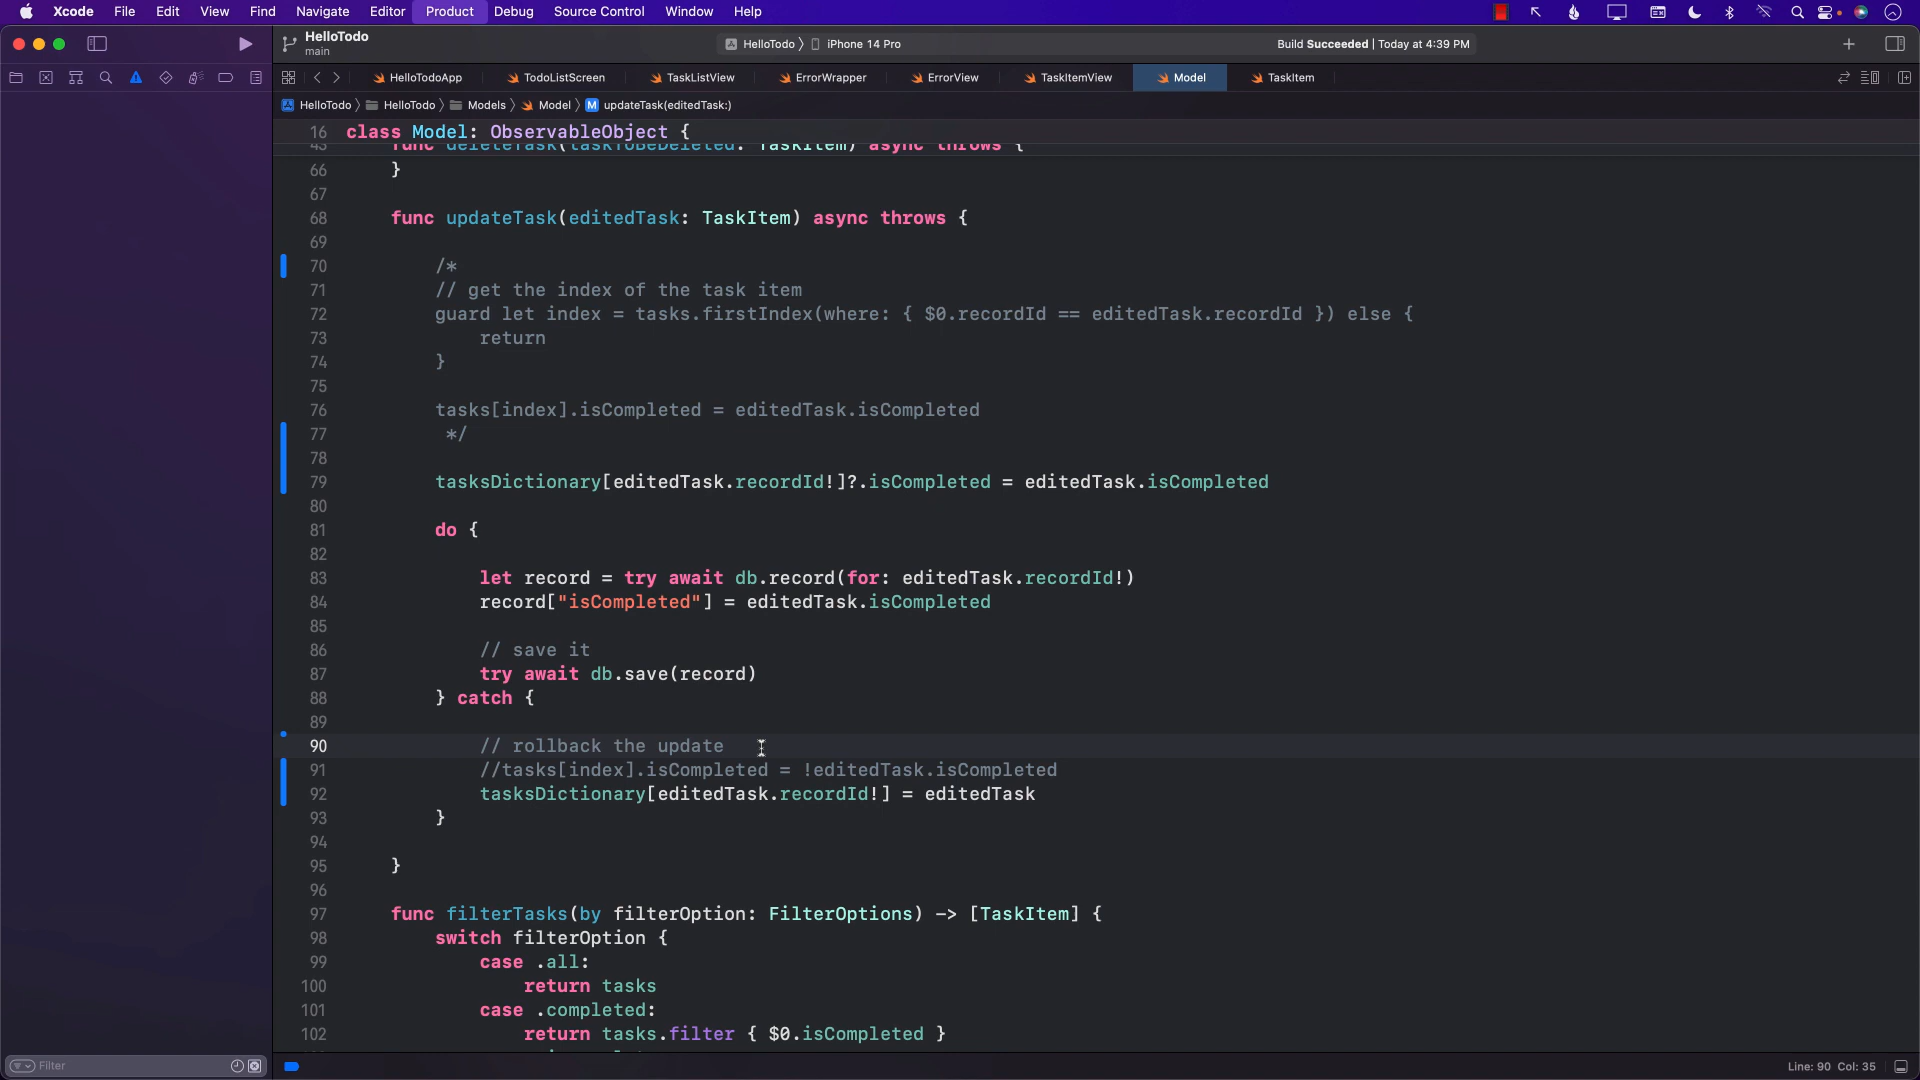 Xcode File Edit View Find Navigate Editor Product Debug Source Control Window Help
HelloTodo
main
HelloTodo 〉 iPhone 14 Pro
Build Succeeded | Today at 4:39 PM
HelloTodoApp TodoListScreen TaskListView ErrorWrapper ErrorView TaskItemView Model TaskItem
HelloTodo 〉 HelloTodo 〉 Models 〉 Model 〉 M updateTask(editedTask:)
16 class Model: ObservableObject {
45 func deleteTask(taskToBeDeleted: TaskItem) async throws {
66 }
67
68 func updateTask(editedTask: TaskItem) async throws {
69
70 /*
71 // get the index of the task item
72 guard let index = tasks.firstIndex(where: { $0.recordId == editedTask.recordId }) else {
73 return
74 }
75
76 tasks[index].isCompleted = editedTask.isCompleted
77 */
78
79 tasksDictionary[editedTask.recordId!]?.isCompleted = editedTask.isCompleted
80
81 do {
82
83 let record = try await db.record(for: editedTask.recordId!)
84 record["isCompleted"] = editedTask.isCompleted
85
86 // save it
87 try await db.save(record)
88 } catch {
89
90 // rollback the update
91 //tasks[index].isCompleted = !editedTask.isCompleted
92 tasksDictionary[editedTask.recordId!] = editedTask
93 }
94
95 }
96
97 func filterTasks(by filterOption: FilterOptions) -> [TaskItem] {
98 switch filterOption {
99 case .all:
100 return tasks
101 case .completed:
102 return tasks.filter { $0.isCompleted }
Filter
Line: 90 Col: 35